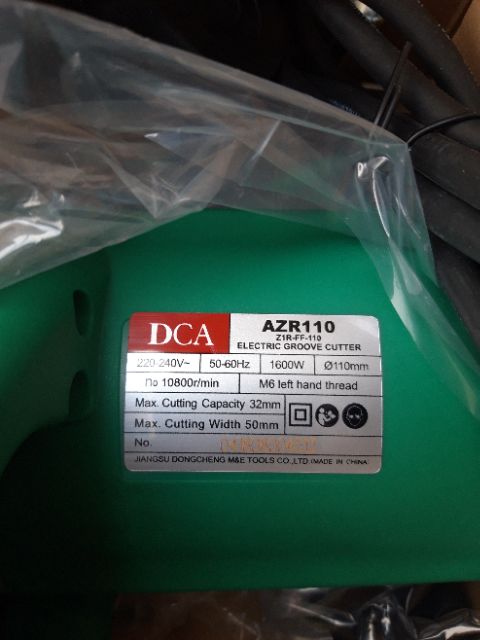 DCA
AZR110
Z1R-FF-110
ELECTRIC GROOVE CUTTER
220-240V~ 50-60Hz 1600W Ø110mm
no 10800r/min M6 left hand thread
Max. Cutting Capacity 32mm
Max. Cutting Width 50mm
No.
JIANGSU DONGCHENG M&E TOOLS CO.,LTD.(MADE IN CHINA)